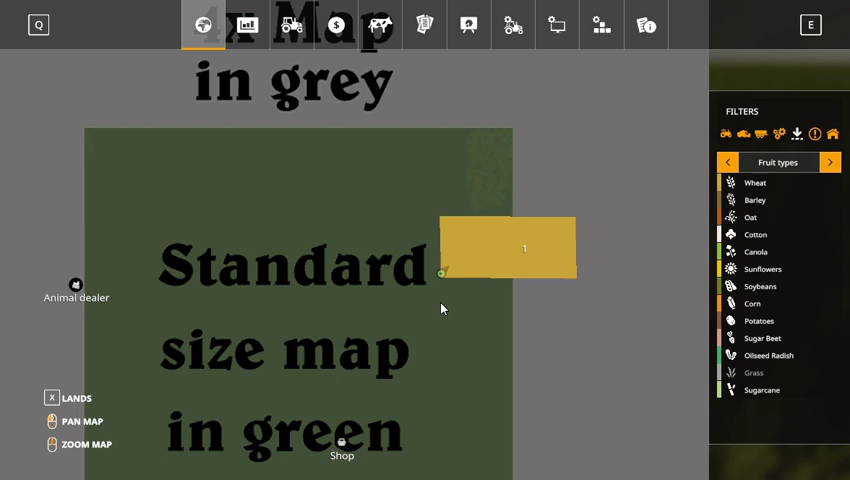 Q
E
4x Map
in grey
Standard
size map
in green
1
Animal dealer
Shop
X LANDS
PAN MAP
ZOOM MAP
FILTERS
Fruit types
Wheat
Barley
Oat
Cotton
Canola
Sunflowers
Soybeans
Corn
Potatoes
Sugar Beet
Oilseed Radish
Grass
Sugarcane